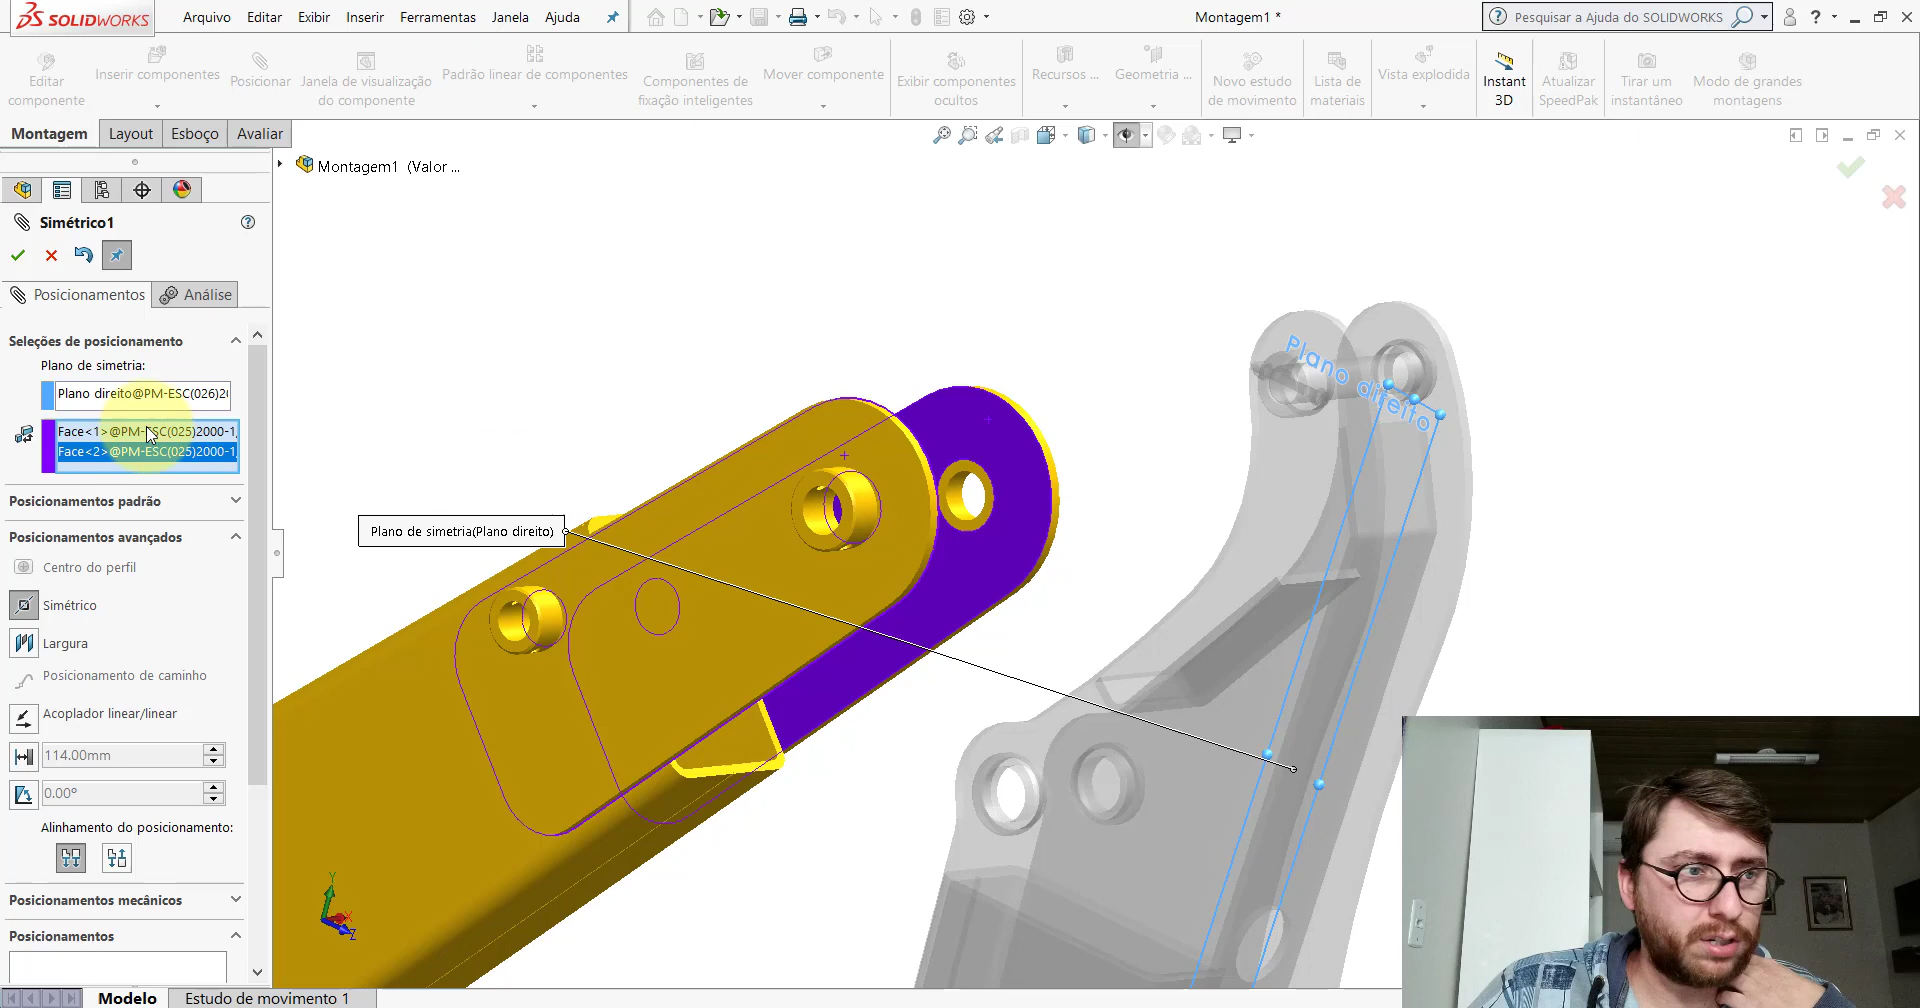 SOLIDWORKS
Arquivo Editar Exibir Inserir Ferramentas Janela Ajuda
Montagem1 *
Pesquisar a Ajuda do SOLIDWORKS
?
Editar componente
Inserir componentes
Posicionar
Janela de visualização do componente
Padrão linear de componentes
Componentes de fixação inteligentes
Mover componente
Exibir componentes ocultos
Recursos ...
Geometria ...
Novo estudo de movimento
Lista de materiais
Vista explodida
Instant 3D
Atualizar SpeedPak
Tirar um instantâneo
Modo de grandes montagens
Montagem Layout Esboço Avaliar
Montagem1 (Valor ...
Simétrico1
Posicionamentos Análise
Seleções de posicionamento
Plano de simetria:
Plano direito@PM-ESC(026)20
Face<1>@PM-ESC(025)2000-1,
Face<2>@PM-ESC(025)2000-1,
Posicionamentos padrão
Posicionamentos avançados
Centro do perfil
Simétrico
Largura
Posicionamento de caminho
Acoplador linear/linear
114.00mm
0.00°
Alinhamento do posicionamento:
Posicionamentos mecânicos
Posicionamentos
Plano de simetria(Plano direito)
Plano direito
Y
X
Z
Modelo Estudo de movimento 1